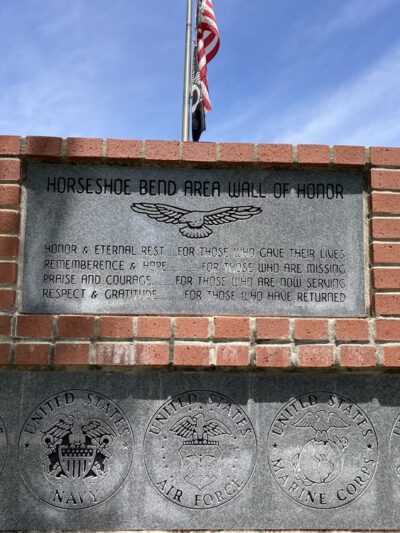 HORSESHOE BEND AREA WALL OF HONOR
HONOR & ETERNAL REST....FOR THOSE WHO GAVE THEIR LIVES
REMEMBERENCE & HOPE..........FOR THOSE WHO ARE MISSING
PRAISE AND COURAGE......FOR THOSE WHO ARE NOW SERVING
RESPECT & GRATITUDE.......FOR THOSE WHO HAVE RETURNED
UNITED STATES NAVY
UNITED STATES AIR FORCE
UNITED STATES MARINE CORPS